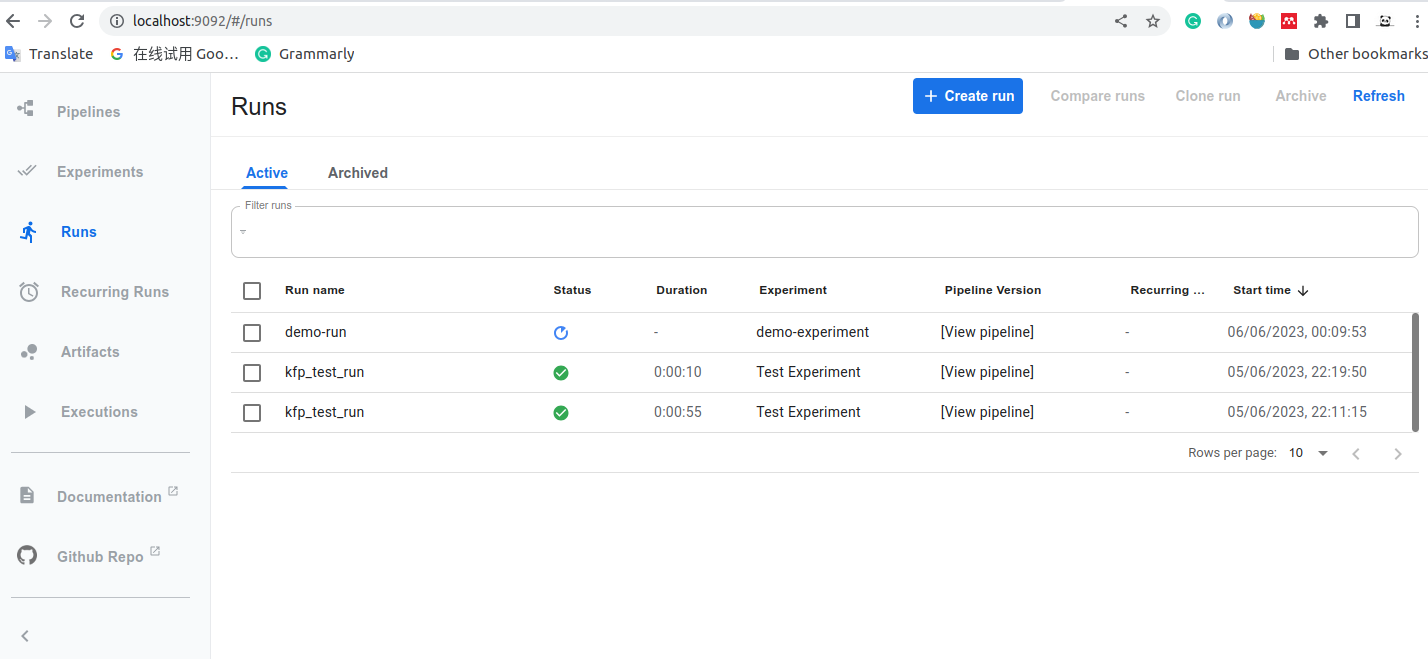 localhost:9092/#/runs
Translate 在线试用 Goo... Grammarly Other bookmarks
Pipelines
Experiments
Runs
Recurring Runs
Artifacts
Executions
Documentation
Github Repo
Runs
+ Create run Compare runs Clone run Archive Refresh
Active Archived
Filter runs
Run name Status Duration Experiment Pipeline Version Recurring ... Start time
demo-run - demo-experiment [View pipeline] - 06/06/2023, 00:09:53
kfp_test_run 0:00:10 Test Experiment [View pipeline] - 05/06/2023, 22:19:50
kfp_test_run 0:00:55 Test Experiment [View pipeline] - 05/06/2023, 22:11:15
Rows per page: 10